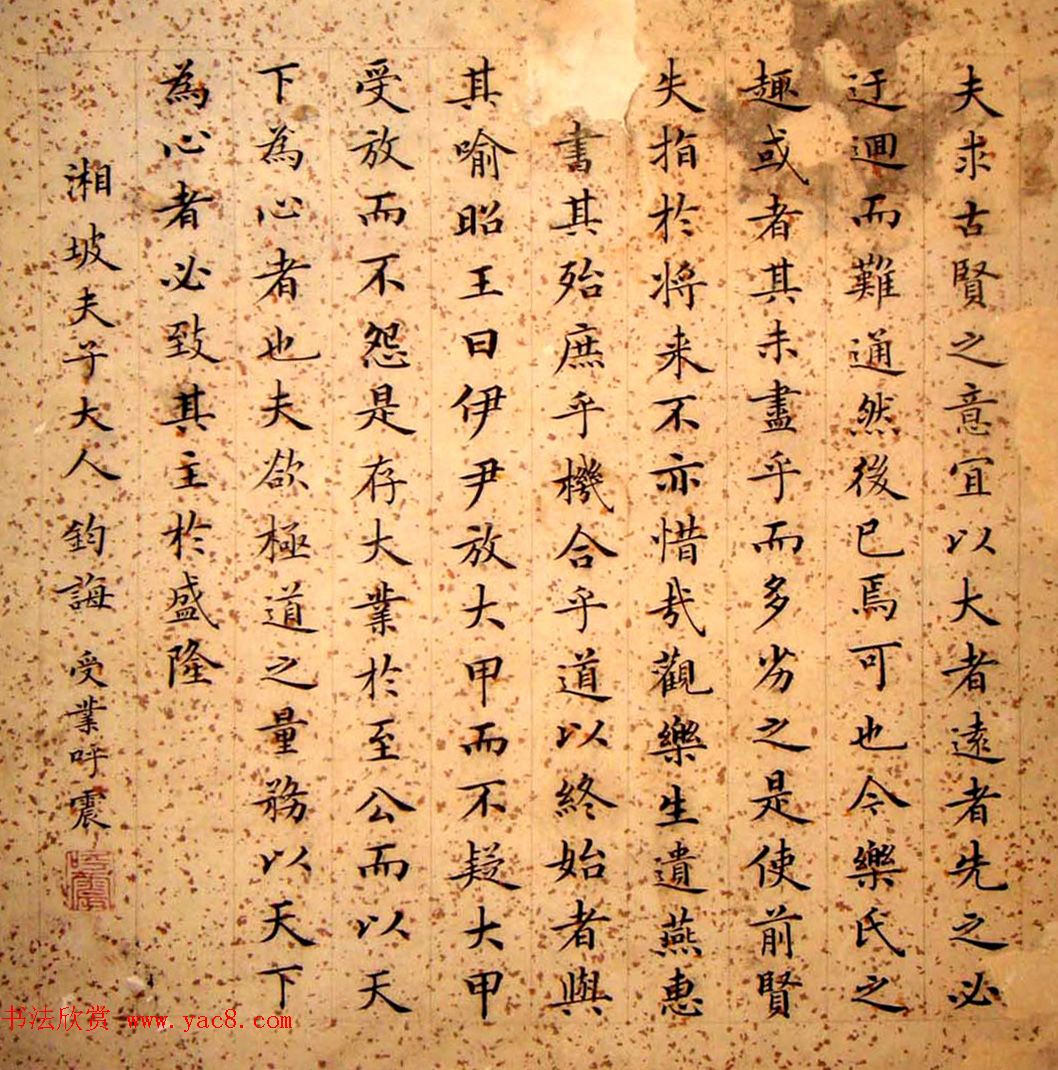 夫求古賢之意宜以大者遠者先之必
迂迴而難通然後已焉可也今樂氏之
趣或者其未盡乎而多劣之是使前賢
失指於將来不亦惜哉觀樂生遺燕惠
書其殆庶乎機合乎道以終始者與
其喻昭王曰伊尹放大甲而不疑大甲
受放而不怨是存大業於至公而以天
下為心者也夫欲極道之量務以天下
為心者必致其主於盛隆
湘坡夫子大人 鈞誨 受業呼震
书法欣赏 www.yac8.com